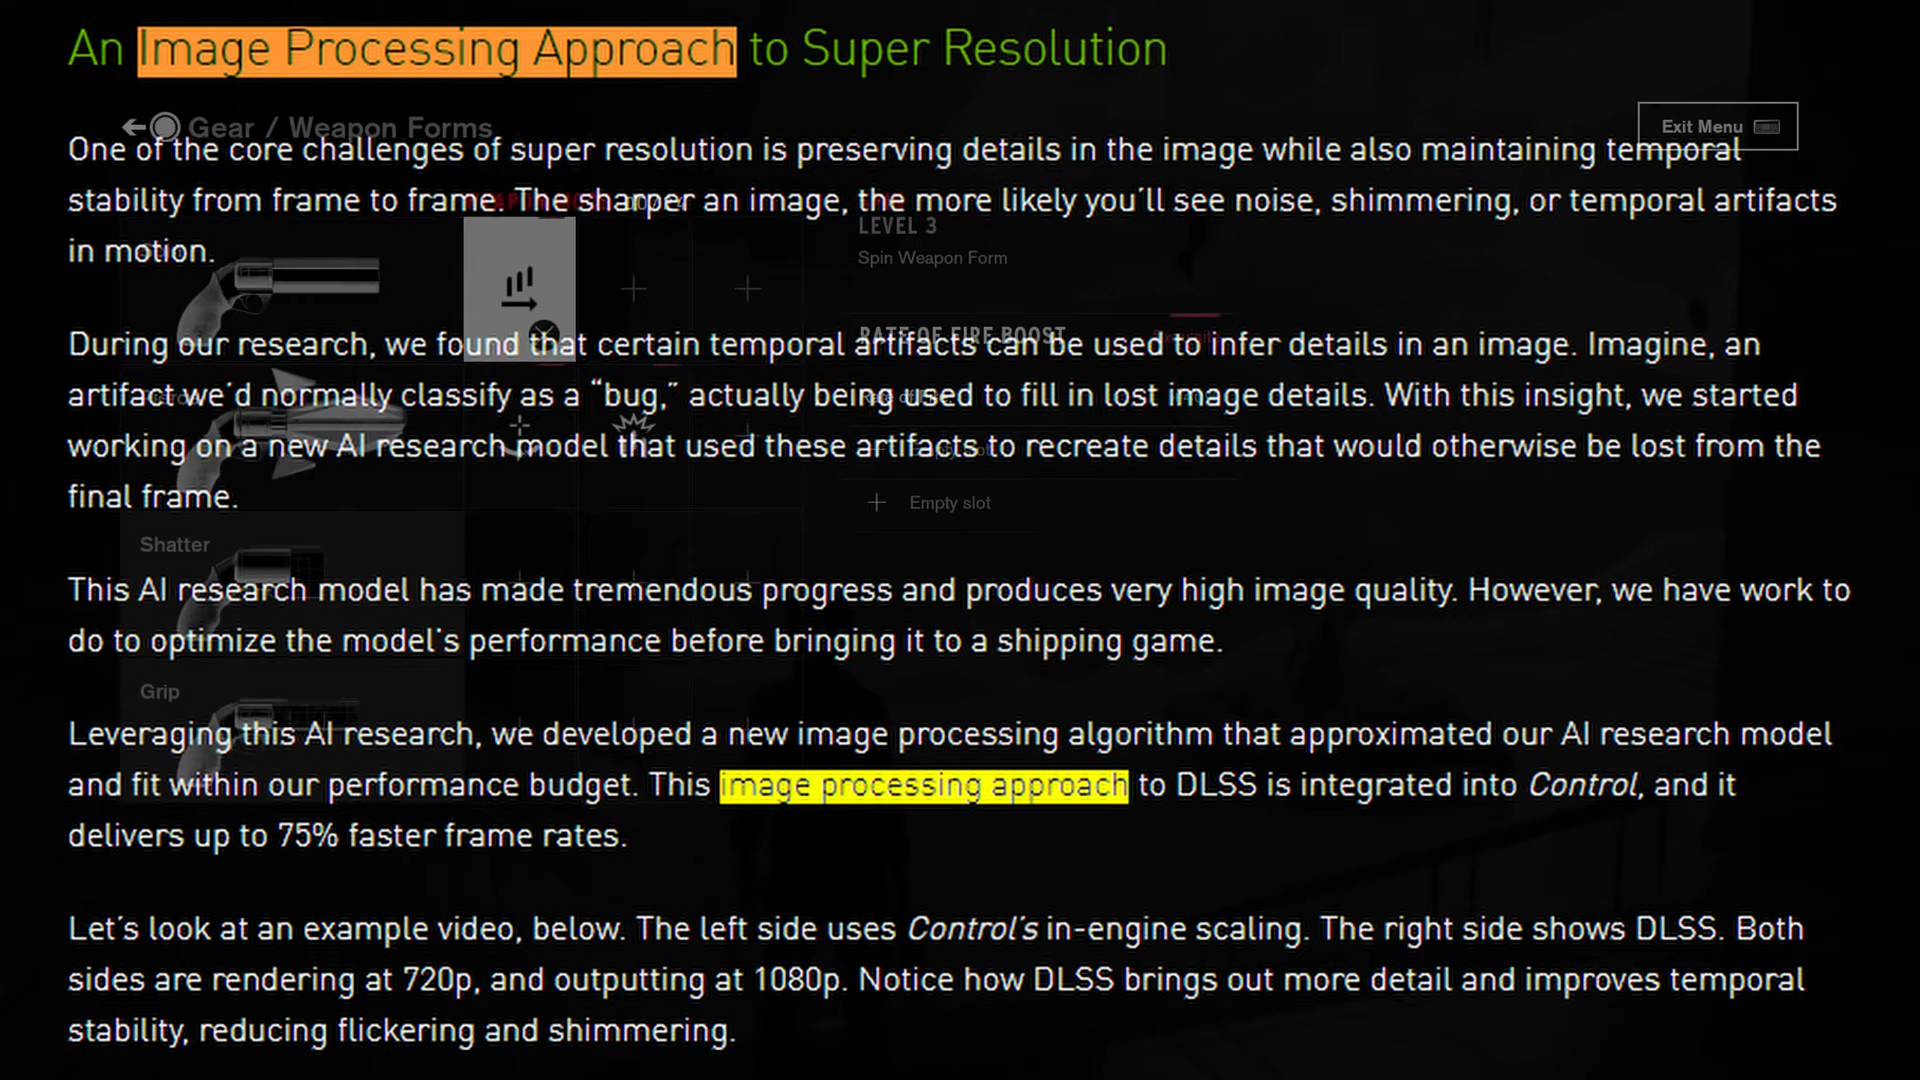 An Image Processing Approach to Super Resolution
Gear / Weapon Forms
Exit Menu
One of the core challenges of super resolution is preserving details in the image while also maintaining temporal
stability from frame to frame. The sharper an image, the more likely you´ll see noise, shimmering, or temporal artifacts
in motion.
LEVEL 3
Spin Weapon Form
RATE OF FIRE BOOST
During our research, we found that certain temporal artifacts can be used to infer details in an image. Imagine, an
artifact we´d normally classify as a “bug,” actually being used to fill in lost image details. With this insight, we started
working on a new AI research model that used these artifacts to recreate details that would otherwise be lost from the
final frame.
Empty slot
Shatter
This AI research model has made tremendous progress and produces very high image quality. However, we have work to
do to optimize the model's performance before bringing it to a shipping game.
Grip
Leveraging this AI research, we developed a new image processing algorithm that approximated our AI research model
and fit within our performance budget. This image processing approach to DLSS is integrated into Control, and it
delivers up to 75% faster frame rates.
Let´s look at an example video, below. The left side uses Control´s in-engine scaling. The right side shows DLSS. Both
sides are rendering at 720p, and outputting at 1080p. Notice how DLSS brings out more detail and improves temporal
stability, reducing flickering and shimmering.